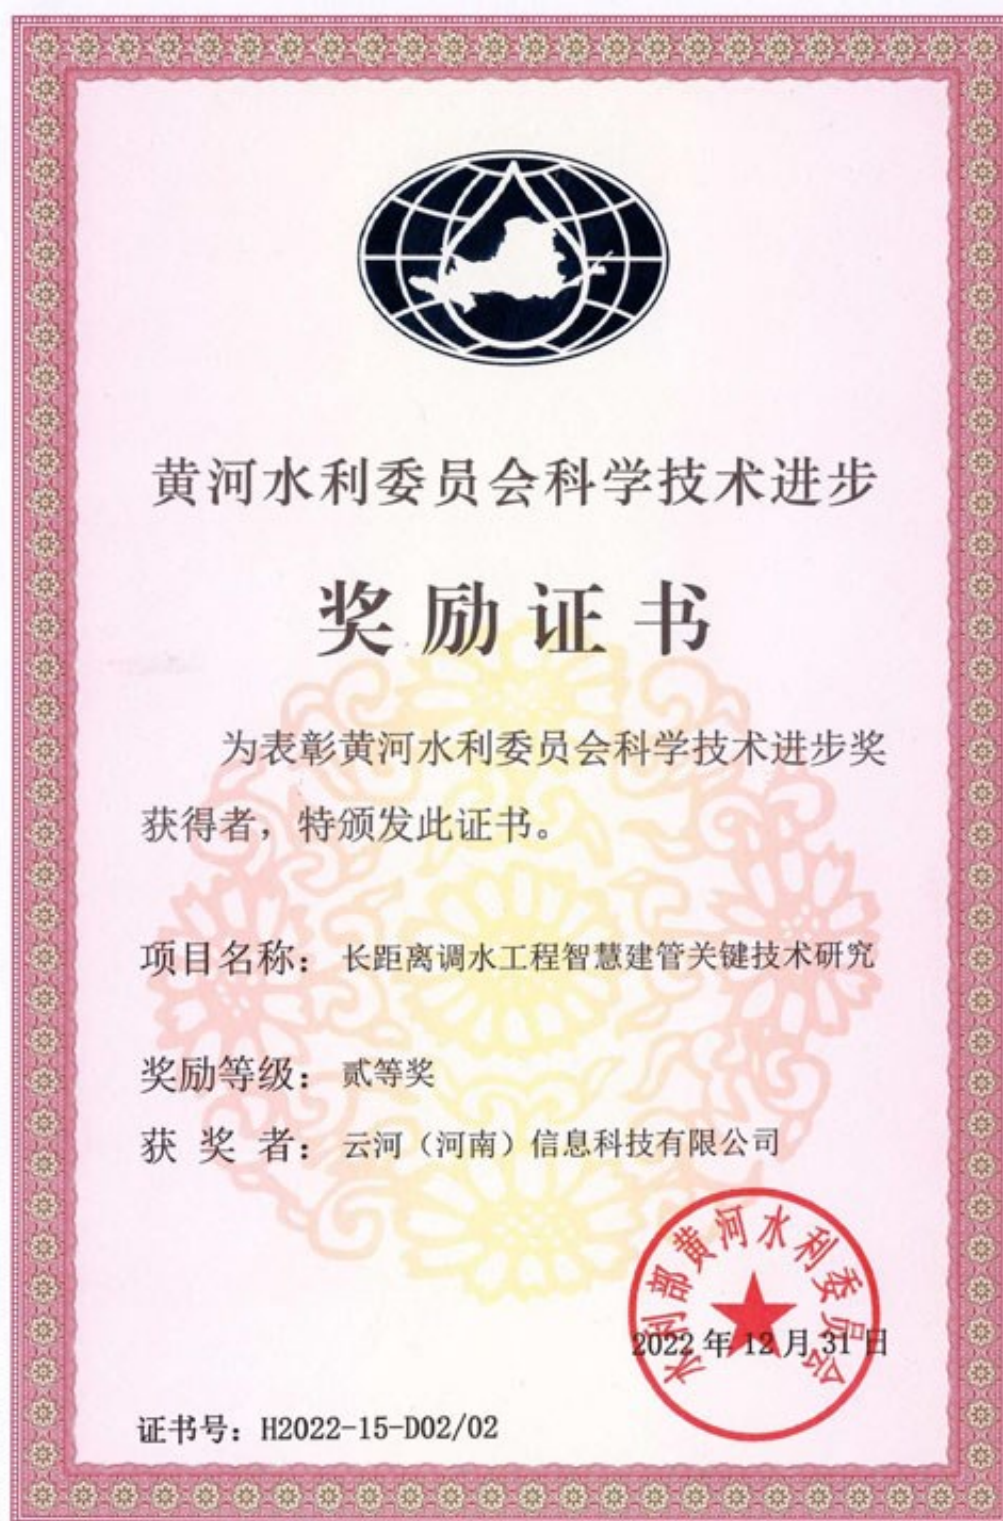 黄河水利委员会科学技术进步
奖励证书
为表彰黄河水利委员会科学技术进步奖
获得者，特颁发此证书。
项目名称：长距离调水工程智慧建管关键技术研究
奖励等级：贰等奖
获奖者：云河（河南）信息科技有限公司
水利部黄河水利委员会
2022年12月31日
证书号：H2022-15-D02/02